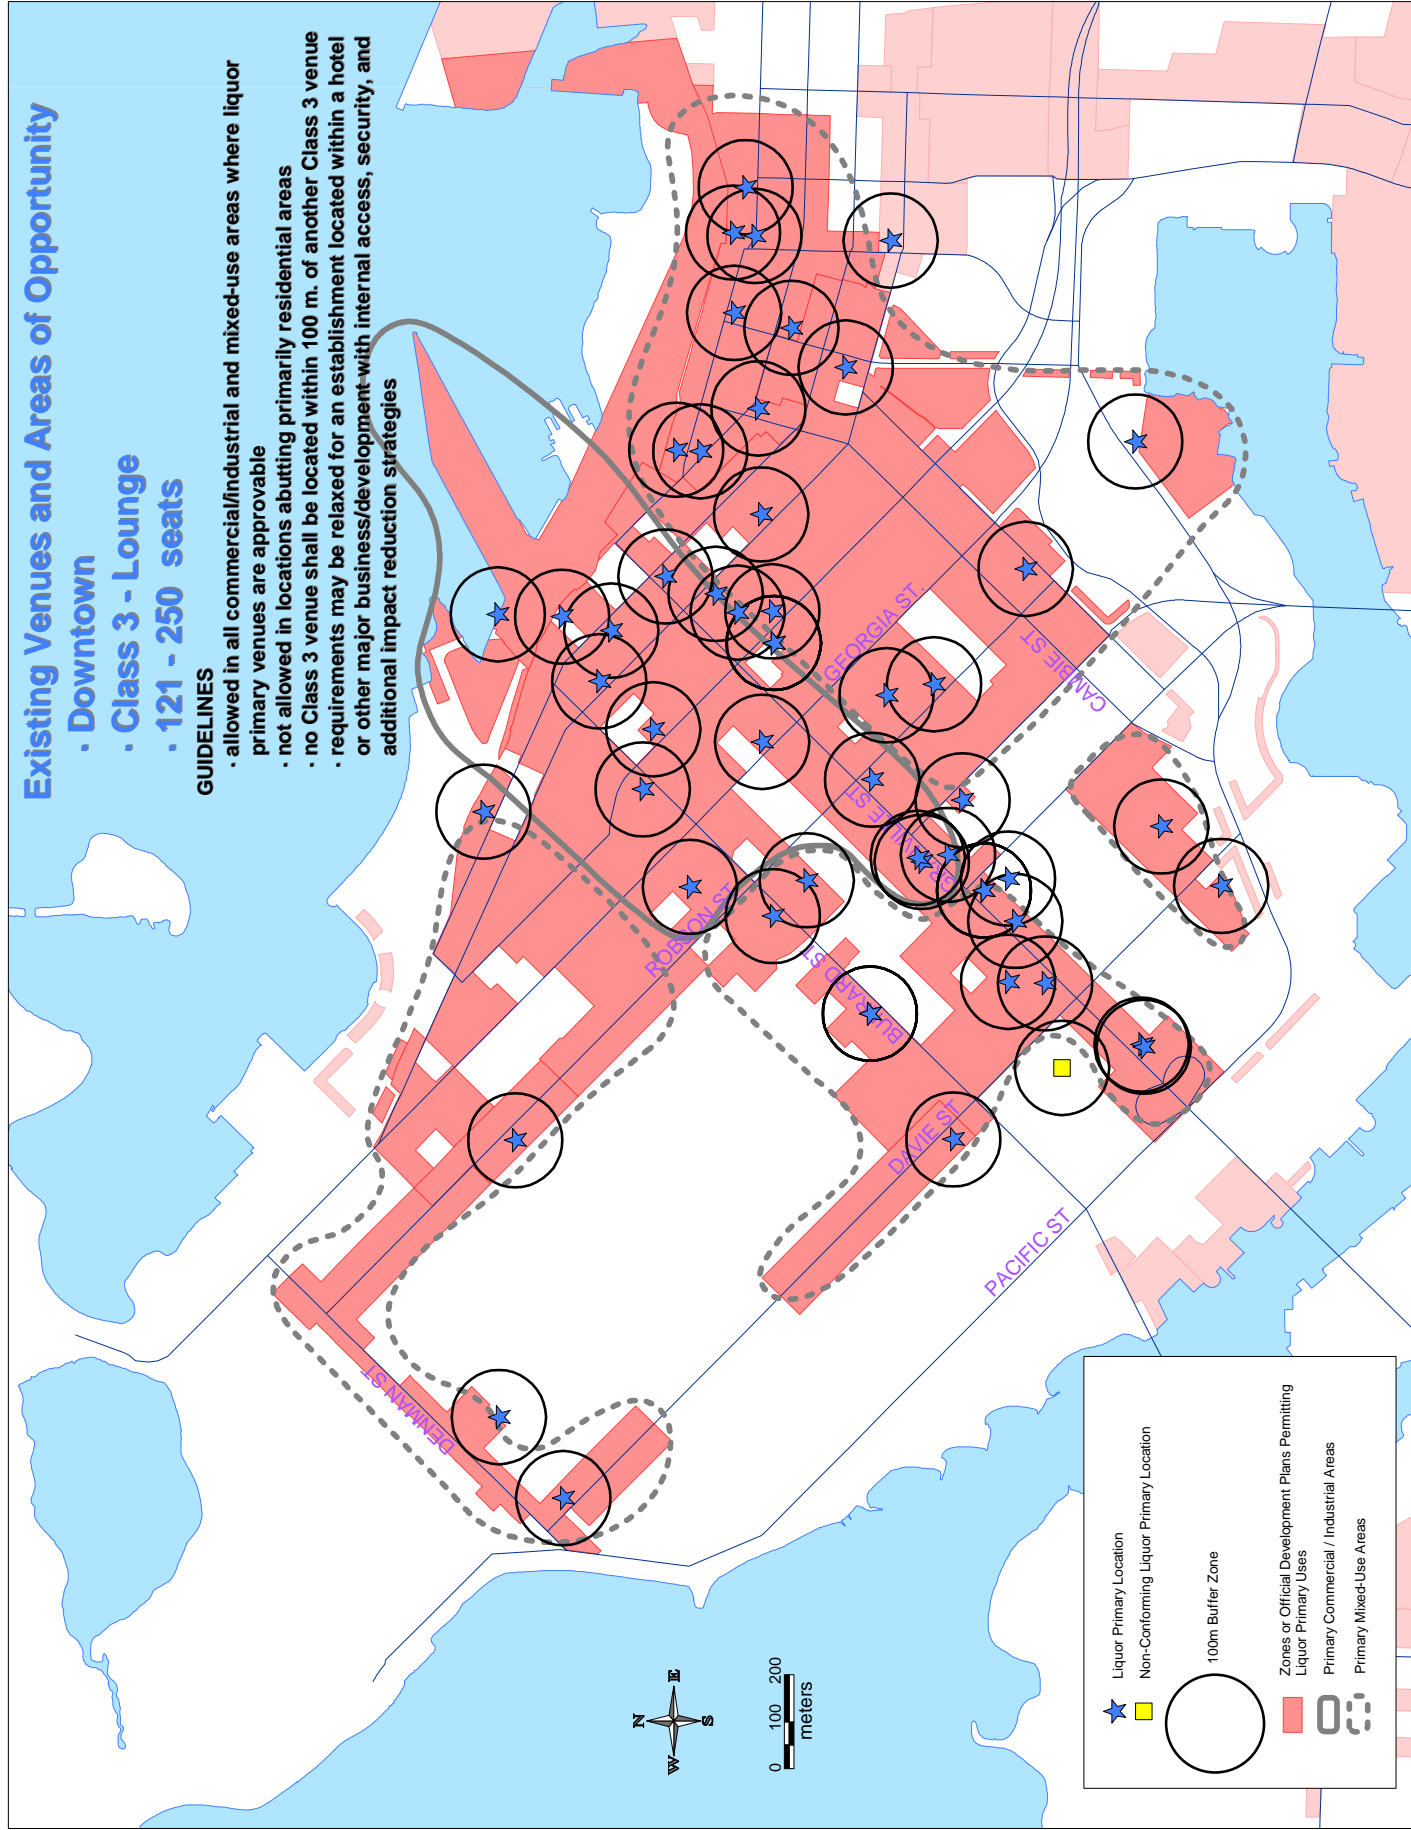 Existing Venues and Areas of Opportunity
· Downtown
· Class 3 - Lounge
· 121 - 250 seats
GUIDELINES
· allowed in all commercial/industrial and mixed-use areas where liquor
primary venues are approvable
· not allowed in locations abutting primarily residential areas
· no Class 3 venue shall be located within 100 m. of another Class 3 venue
· requirements may be relaxed for an establishment located within a hotel
or other major business/development with internal access, security, and
additional impact reduction strategies
GEORGIA ST.
CAMBIE ST
GRANVILLE ST
ROBSON ST
BURRARD ST
DAVIE ST
PACIFIC ST
DENMAN ST
N
W
E
S
0 100 200
meters
Liquor Primary Location
Non-Conforming Liquor Primary Location
100m Buffer Zone
Zones or Official Development Plans Permitting
Liquor Primary Uses
Primary Commercial / Industrial Areas
Primary Mixed-Use Areas